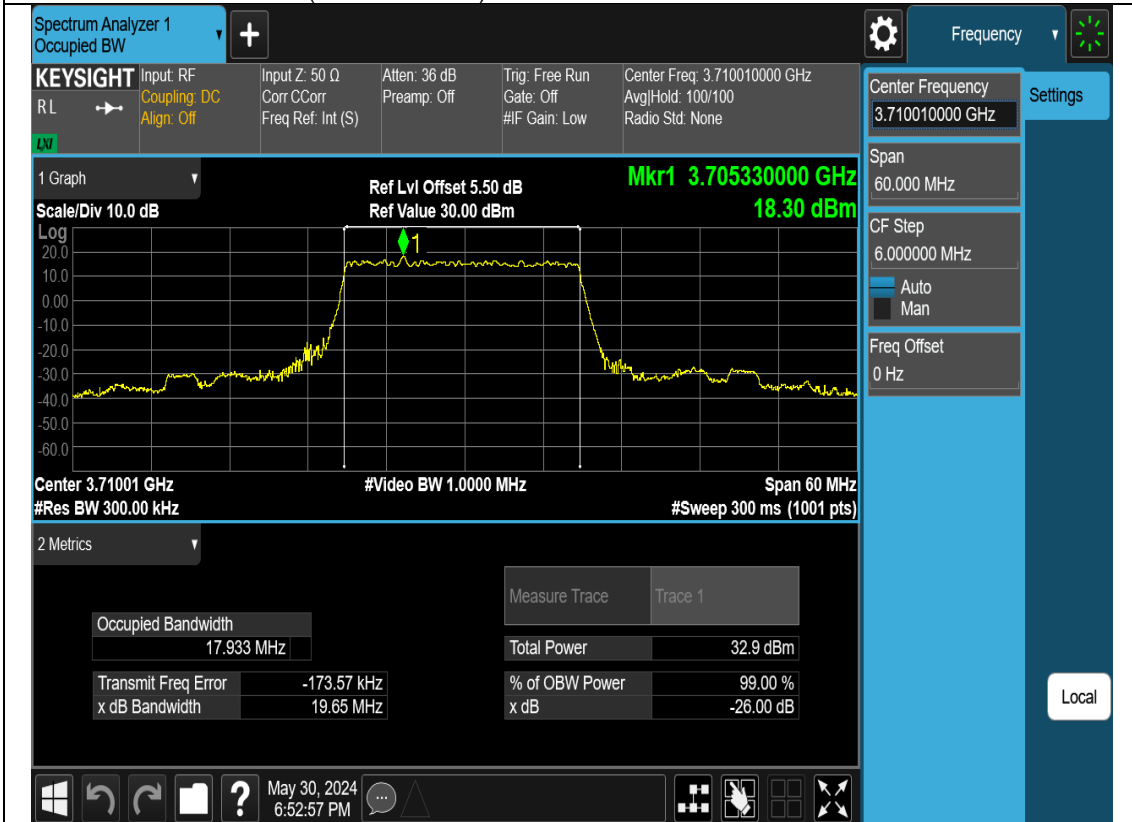 Spectrum Analyzer 1
Occupied BW
Frequency
KEYSIGHT
R L
LXI
Input: RF
Coupling: DC
Align: Off
Input Z: 50 Ω
Corr CCorr
Freq Ref: Int (S)
Atten: 36 dB
Preamp: Off
Trig: Free Run
Gate: Off
#IF Gain: Low
Center Freq: 3.710010000 GHz
Avg|Hold: 100/100
Radio Std: None
Center Frequency
3.710010000 GHz
Settings
Span
60.000 MHz
CF Step
6.000000 MHz
Auto
Man
Freq Offset
0 Hz
Local
1 Graph
Scale/Div 10.0 dB
Ref Lvl Offset 5.50 dB
Ref Value 30.00 dBm
Mkr1 3.705330000 GHz
18.30 dBm
Log
1
20.0
10.0
0.00
-10.0
-20.0
-30.0
-40.0
-50.0
-60.0
Center 3.71001 GHz
#Video BW 1.0000 MHz
Span 60 MHz
#Res BW 300.00 kHz
#Sweep 300 ms (1001 pts)
2 Metrics
Measure Trace Trace 1
Occupied Bandwidth
17.933 MHz
Total Power 32.9 dBm
Transmit Freq Error -173.57 kHz
% of OBW Power 99.00 %
x dB Bandwidth 19.65 MHz
x dB -26.00 dB
?
May 30, 2024
6:52:57 PM